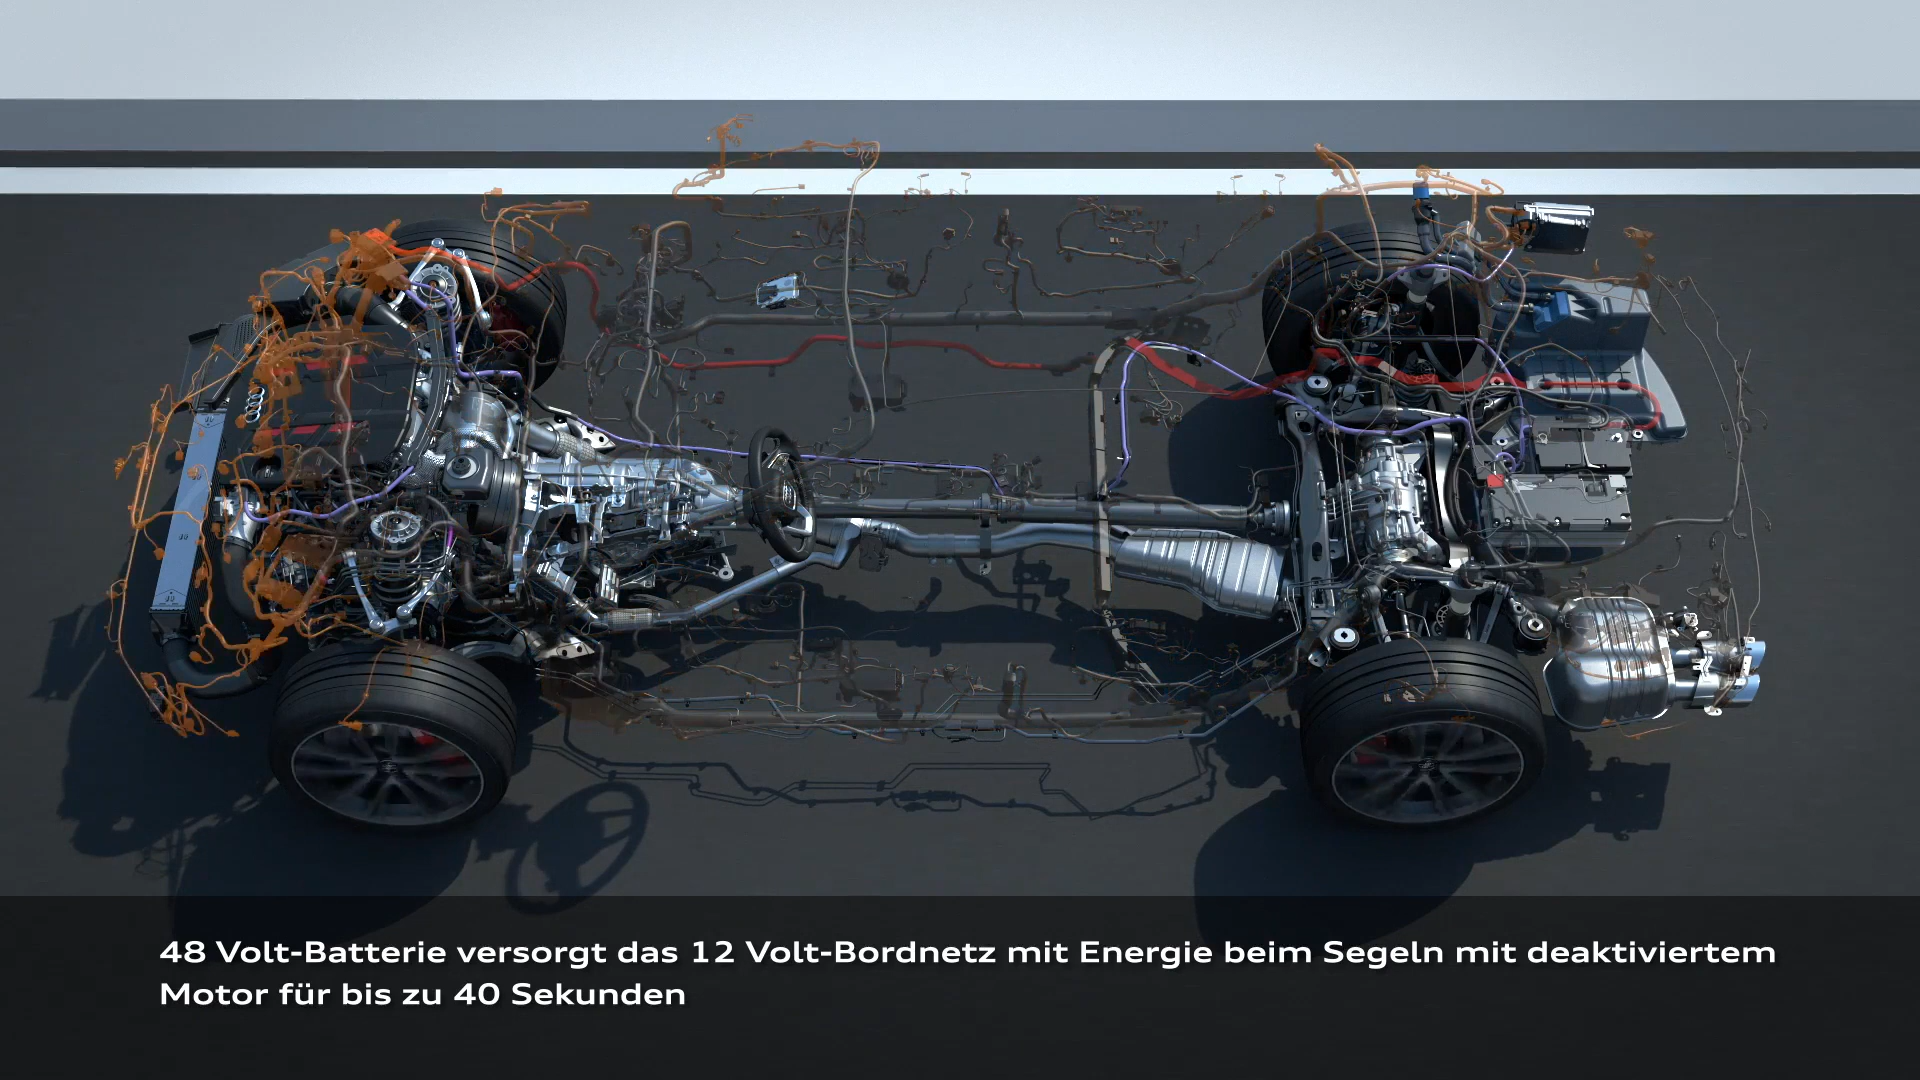 48 Volt-Batterie versorgt das 12 Volt-Bordnetz mit Energie beim Segeln mit deaktiviertem
Motor für bis zu 40 Sekunden